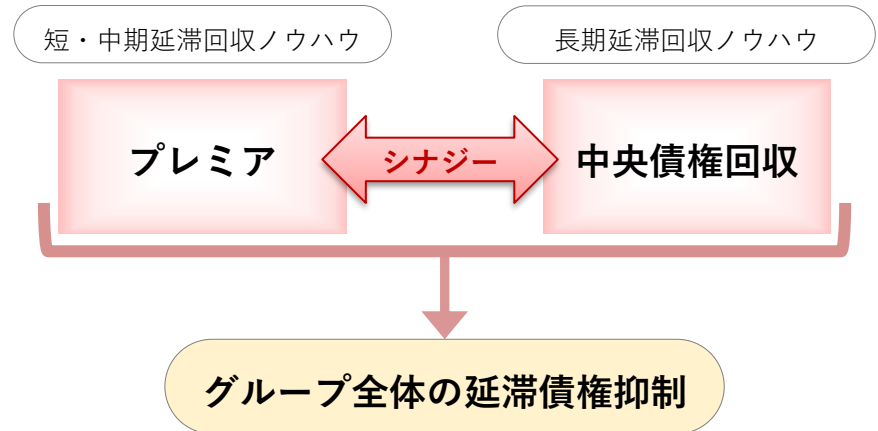 短・中期延滞回収ノウハウ
長期延滞回収ノウハウ
プレミア
シナジー
中央債権回収
グループ全体の延滞債権抑制